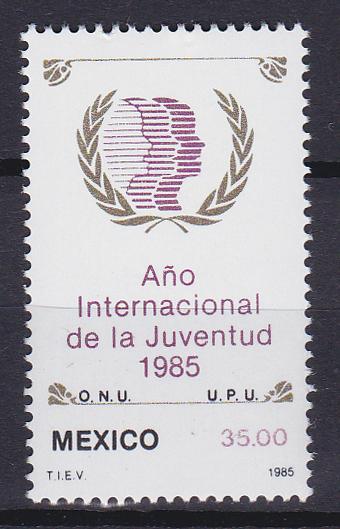 Año
Internacional
de la Juventud
1985
O.N.U. U.P.U.
MEXICO 35.00
T.I.E.V. 1985